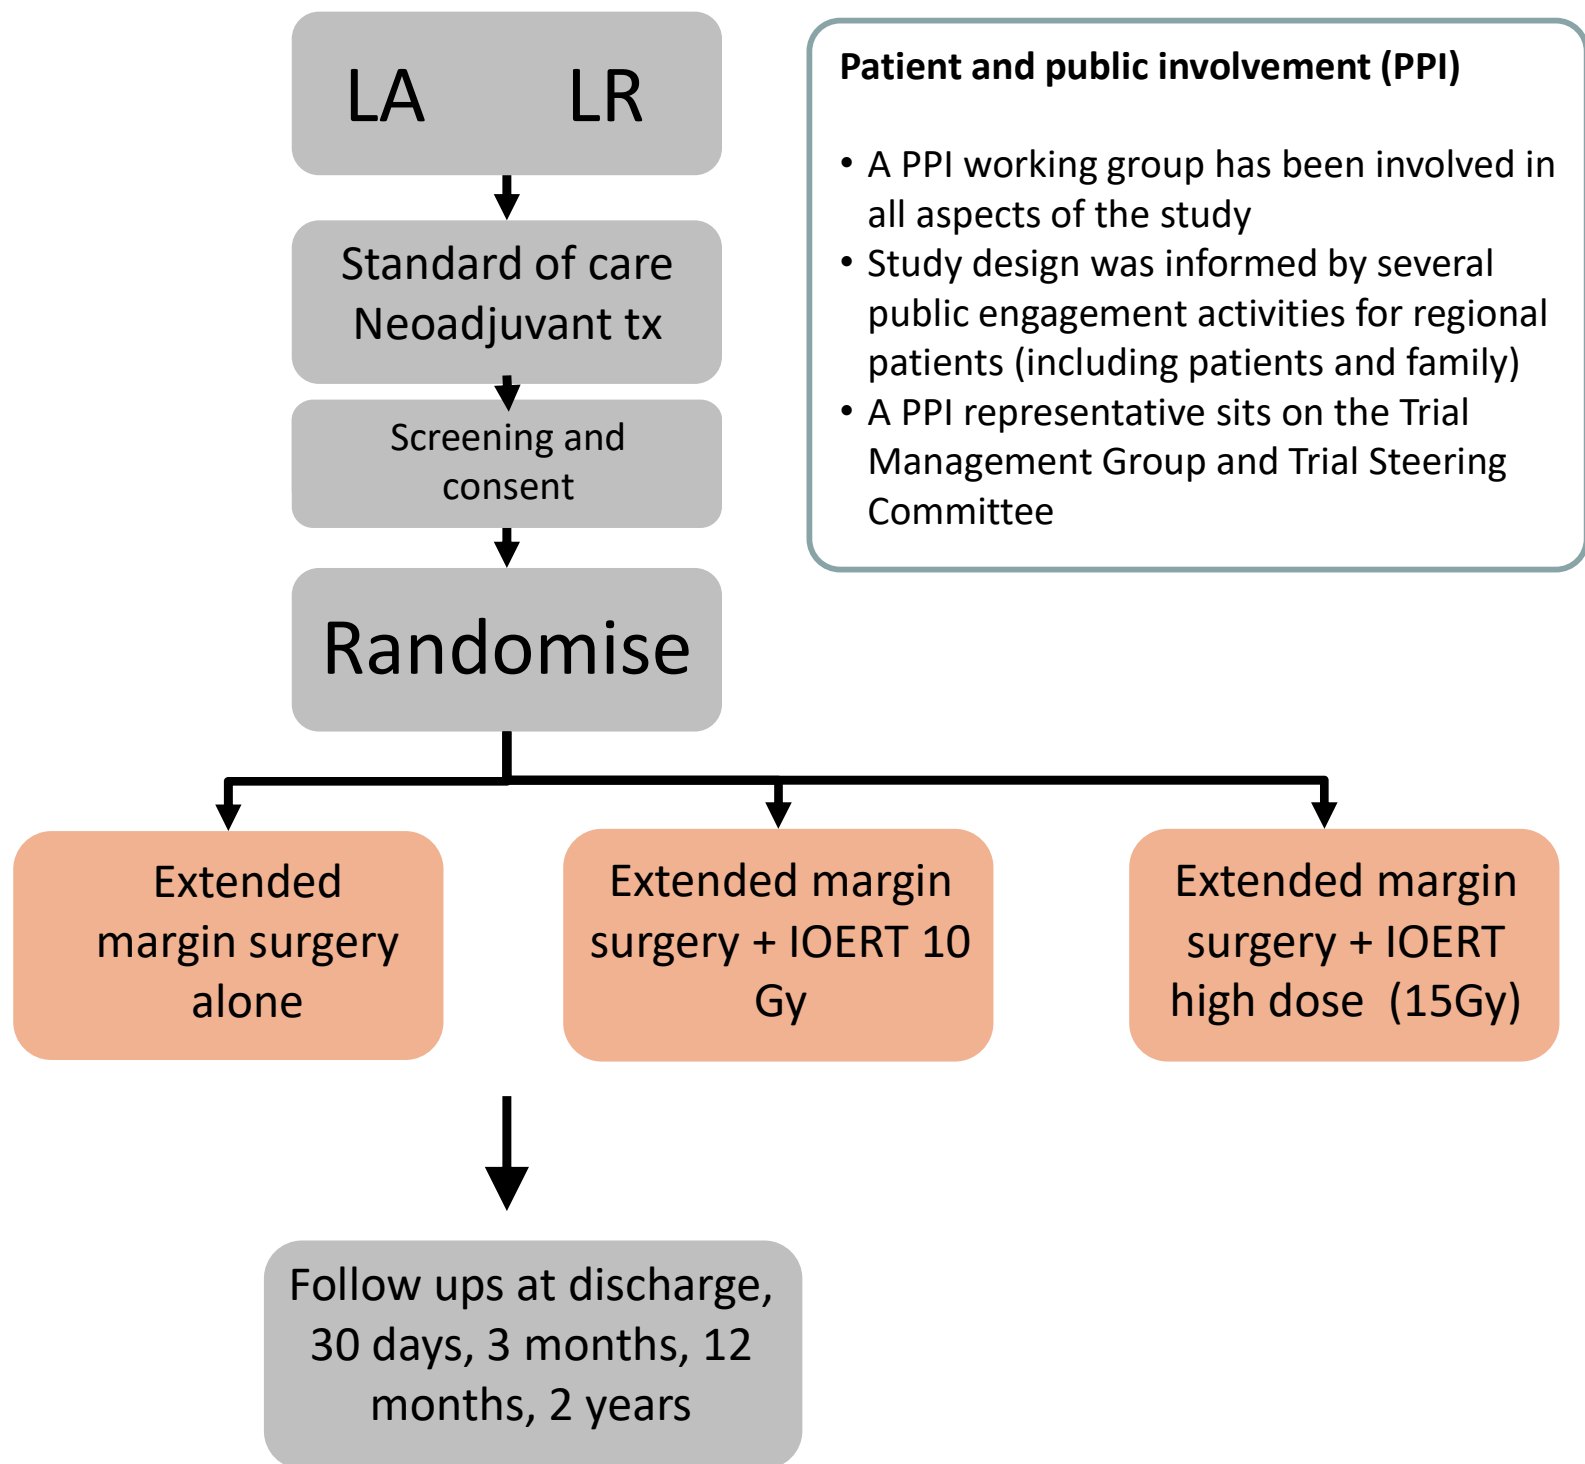 LA LR
Standard of care
Neoadjuvant tx
Screening and
consent
Randomise
Patient and public involvement (PPI)
• A PPI working group has been involved in
all aspects of the study
• Study design was informed by several
public engagement activities for regional
patients (including patients and family)
• A PPI representative sits on the Trial
Management Group and Trial Steering
Committee
Extended
margin surgery
alone
Extended margin
surgery + IOERT 10
Gy
Extended margin
surgery + IOERT
high dose (15Gy)
Follow ups at discharge,
30 days, 3 months, 12
months, 2 years